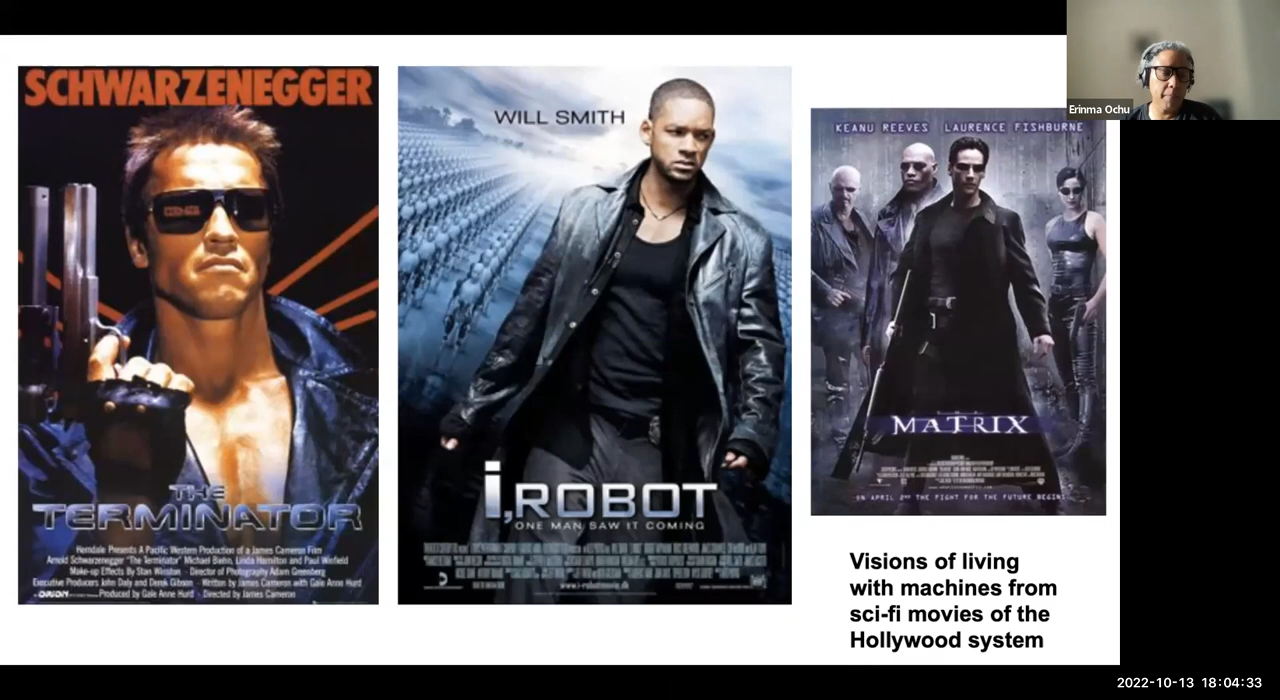 SCHWARZENEGGER
THE
TERMINATOR
Hemdale Presents A Pacific Western Production of a James Cameron Film
Arnold Schwarzenegger "The Terminator" Michael Biehn, Linda Hamilton and Paul Winfield
Make-up Effects By Stan Winston Director of Photography Adam Greenberg
Executive Producers John Daly and Derek Gibson Written by James Cameron with Gale Anne Hurd
ORION
Produced by Gale Anne Hurd Directed by James Cameron
WILL SMITH
i,ROBOT
ONE MAN SAW IT COMING
www.i-robotmovie.dk
KEANU REEVES LAURENCE FISHBURNE
THE
MATRIX
ON APRIL 2ND THE FIGHT FOR THE FUTURE BEGINS
Visions of living
with machines from
sci-fi movies of the
Hollywood system
Erinma Ochu
2022-10-13 18:04:33